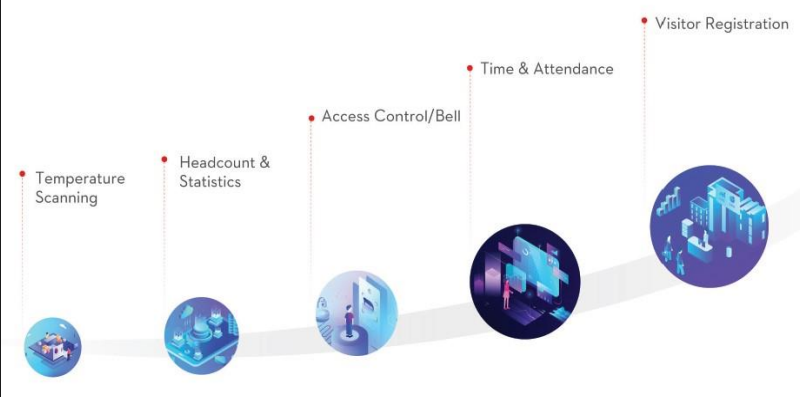 Visitor Registration
Time & Attendance
Access Control/Bell
Headcount &
Statistics
Temperature
Scanning